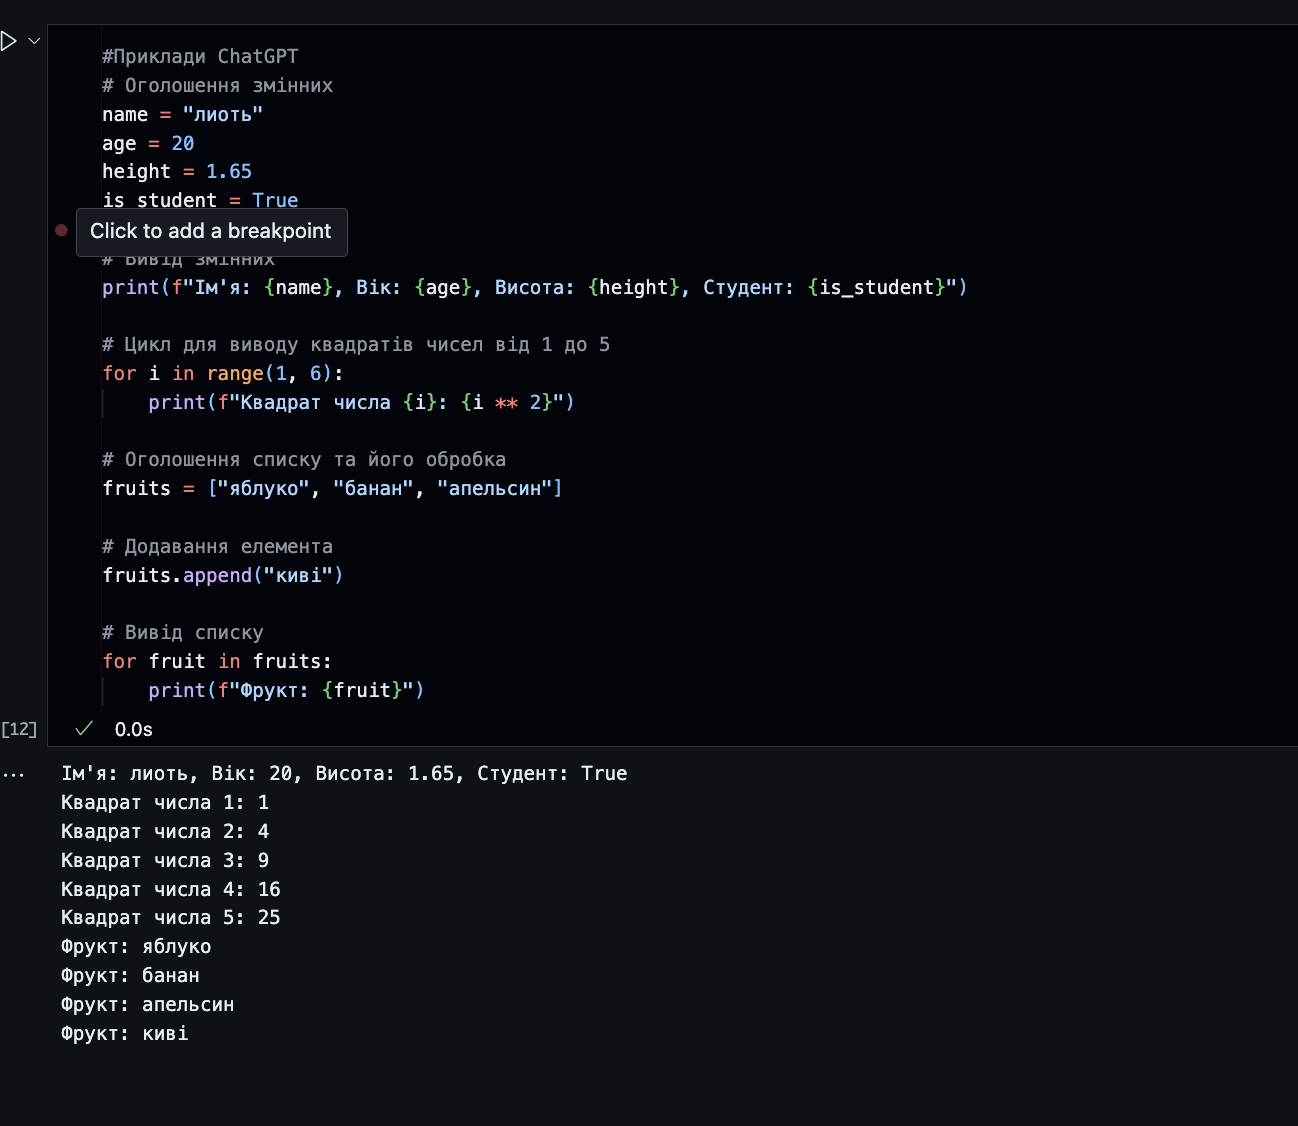 #Приклади ChatGPT
# Оголошення змінних
name = "лиоть"
age = 20
height = 1.65
is_student = True
Click to add a breakpoint
# Вивід змінних
print(f"Ім'я: {name}, Вік: {age}, Висота: {height}, Студент: {is_student}")
# Цикл для виводу квадратів чисел від 1 до 5
for i in range(1, 6):
    print(f"Квадрат числа {i}: {i ** 2}")
# Оголошення списку та його обробка
fruits = ["яблуко", "банан", "апельсин"]
# Додавання елемента
fruits.append("киві")
# Вивід списку
for fruit in fruits:
    print(f"Фрукт: {fruit}")
[12] ✓ 0.0s
... Ім'я: лиоть, Вік: 20, Висота: 1.65, Студент: True
Квадрат числа 1: 1
Квадрат числа 2: 4
Квадрат числа 3: 9
Квадрат числа 4: 16
Квадрат числа 5: 25
Фрукт: яблуко
Фрукт: банан
Фрукт: апельсин
Фрукт: киві